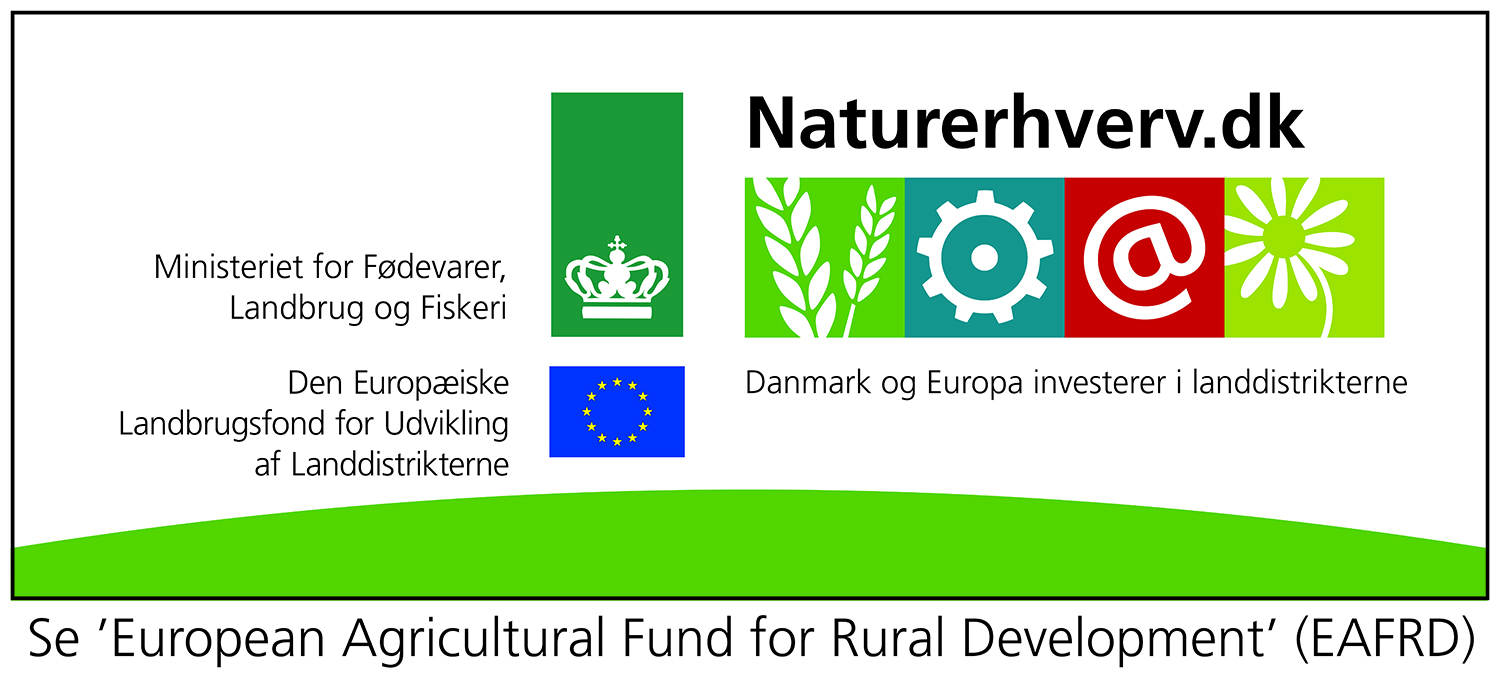 Naturerhverv.dk
@
Ministeriet for Fødevarer,
Landbrug og Fiskeri
Den Europæiske
Landbrugsfond for Udvikling
af Landdistrikterne
Danmark og Europa investerer i landdistrikterne
Se ’European Agricultural Fund for Rural Development’ (EAFRD)